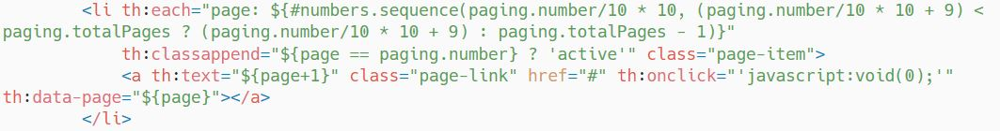 <li th:each="page: ${#numbers.sequence(paging.number/10 * 10, (paging.number/10 * 10 + 9) <
paging.totalPages ? (paging.number/10 * 10 + 9) : paging.totalPages - 1)}"
th:classappend="${page == paging.number} ? 'active'" class="page-item">
<a th:text="${page+1}" class="page-link" href="#" th:onclick="'javascript:void(0);'"
th:data-page="${page}"></a>
</li>